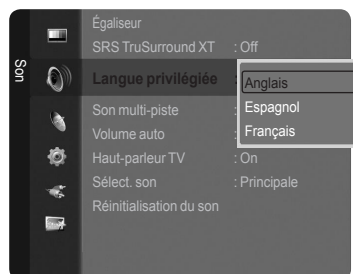 Son
Égaliseur
SRS TruSurround XT : Off
Langue privilégiée :
Anglais
Espagnol
Français
Son multi-piste :
Volume auto :
Haut-parleur TV : On
Sélect. son : Principale
Réinitialisation du son